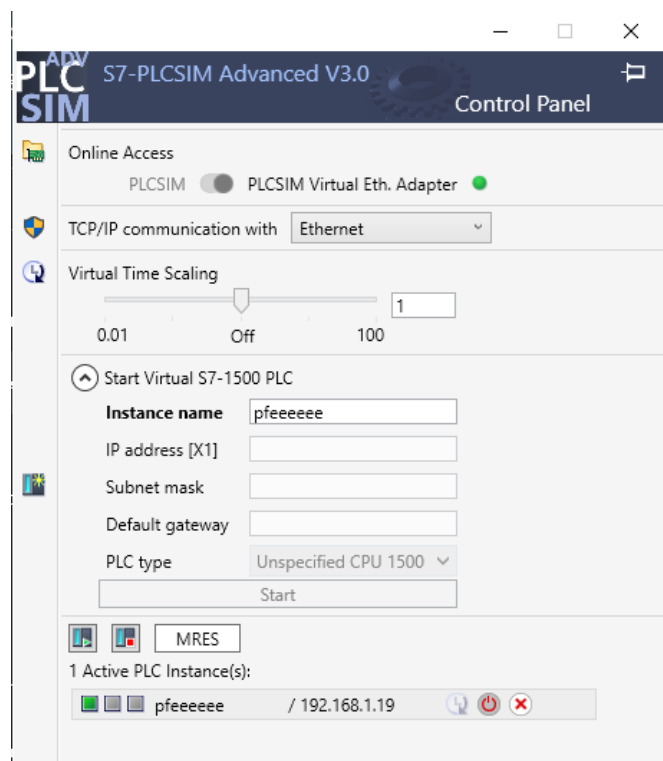 PLC ADV SIM
S7-PLCSIM Advanced V3.0
Control Panel
Online Access
PLCSIM PLCSIM Virtual Eth. Adapter
TCP/IP communication with Ethernet
Virtual Time Scaling
1
0.01 Off 100
Start Virtual S7-1500 PLC
Instance name pfeeeeee
IP address [X1]
Subnet mask
Default gateway
PLC type Unspecified CPU 1500
Start
MRES
1 Active PLC Instance(s):
pfeeeeee / 192.168.1.19